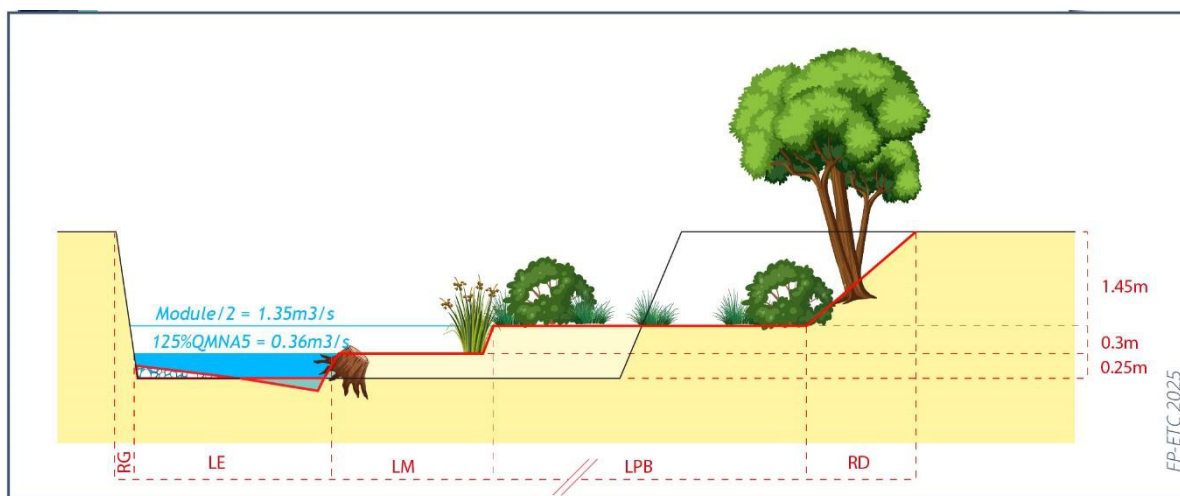 Module/2 = 1.35m3/s
125%QMNA5 = 0.36m3/s
1.45m
0.3m
0.25m
RG
LE
LM
LPB
RD
FP-ETC 2025